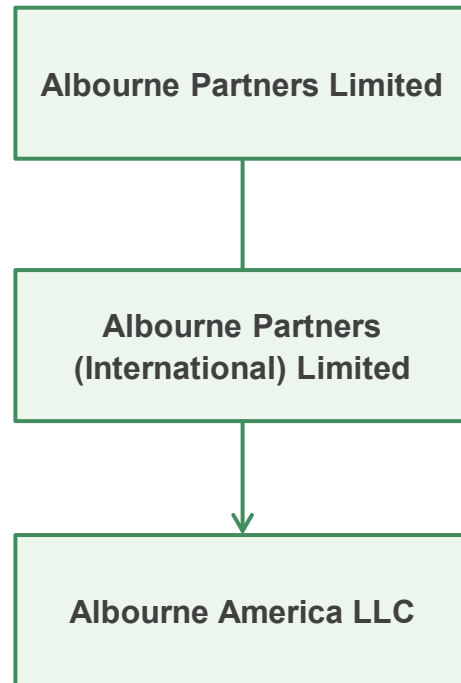 Albourne Partners Limited
Albourne Partners
(International) Limited
Albourne America LLC